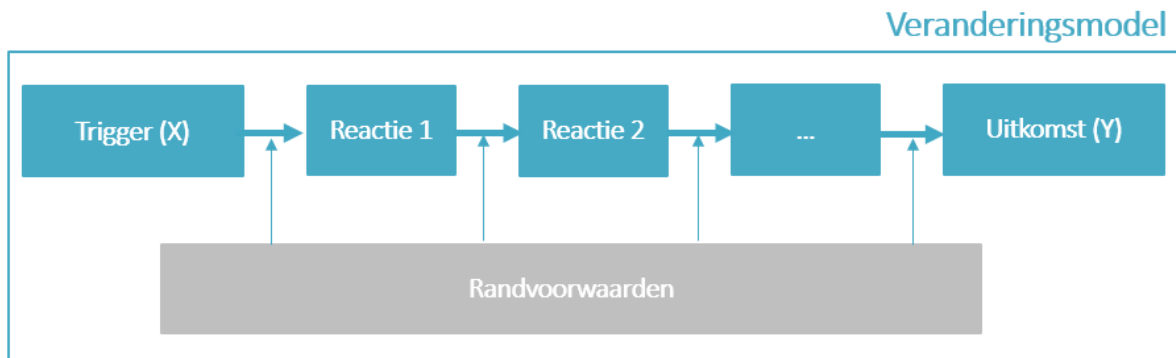 Veranderingsmodel
Trigger (X)
Reactie 1
Reactie 2
...
Uitkomst (Y)
Randvoorwaarden